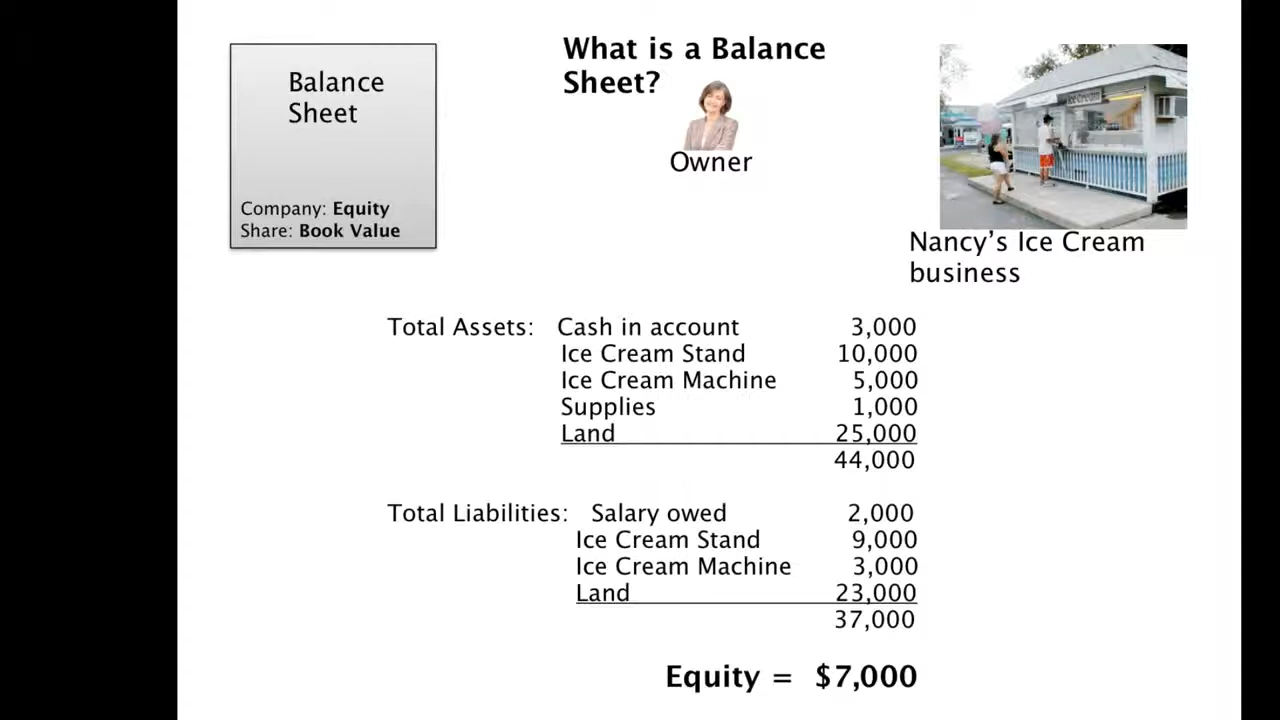 Balance
Sheet
Company: Equity
Share: Book Value
What is a Balance
Sheet?
Owner
Ice Cream
Nancy's Ice Cream
business
Total Assets: Cash in account 3,000
Ice Cream Stand 10,000
Ice Cream Machine 5,000
Supplies 1,000
Land 25,000
44,000
Total Liabilities: Salary owed 2,000
Ice Cream Stand 9,000
Ice Cream Machine 3,000
Land 23,000
37,000
Equity = $7,000